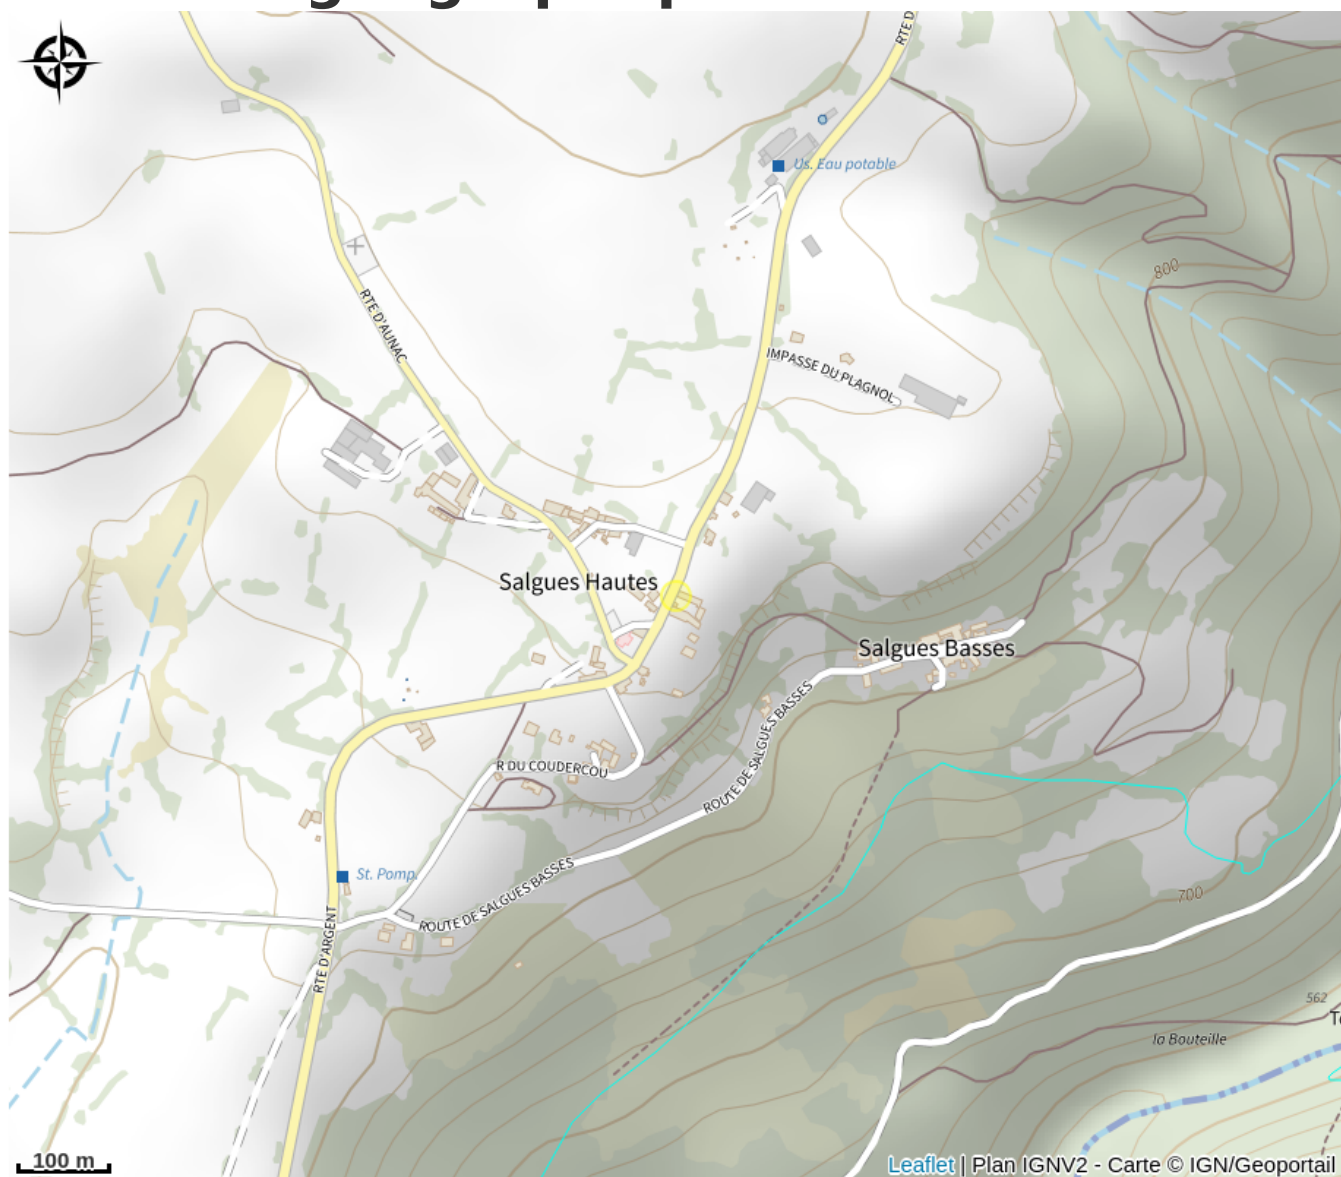 RTE D
Us. Eau potable
800
RTE D'AUNAC
IMPASSE DU PLAGNOL
Salgues Hautes
Salgues Basses
R DU COUDERCOU
ROUTE DE SALGUES BASSES
St. Pomp.
700
ROUTE DE SALGUES BASSES
RTE D'ARGENT
562
la Bouteille
100 m
Leaflet | Plan IGNV2 - Carte © IGN/Geoportail